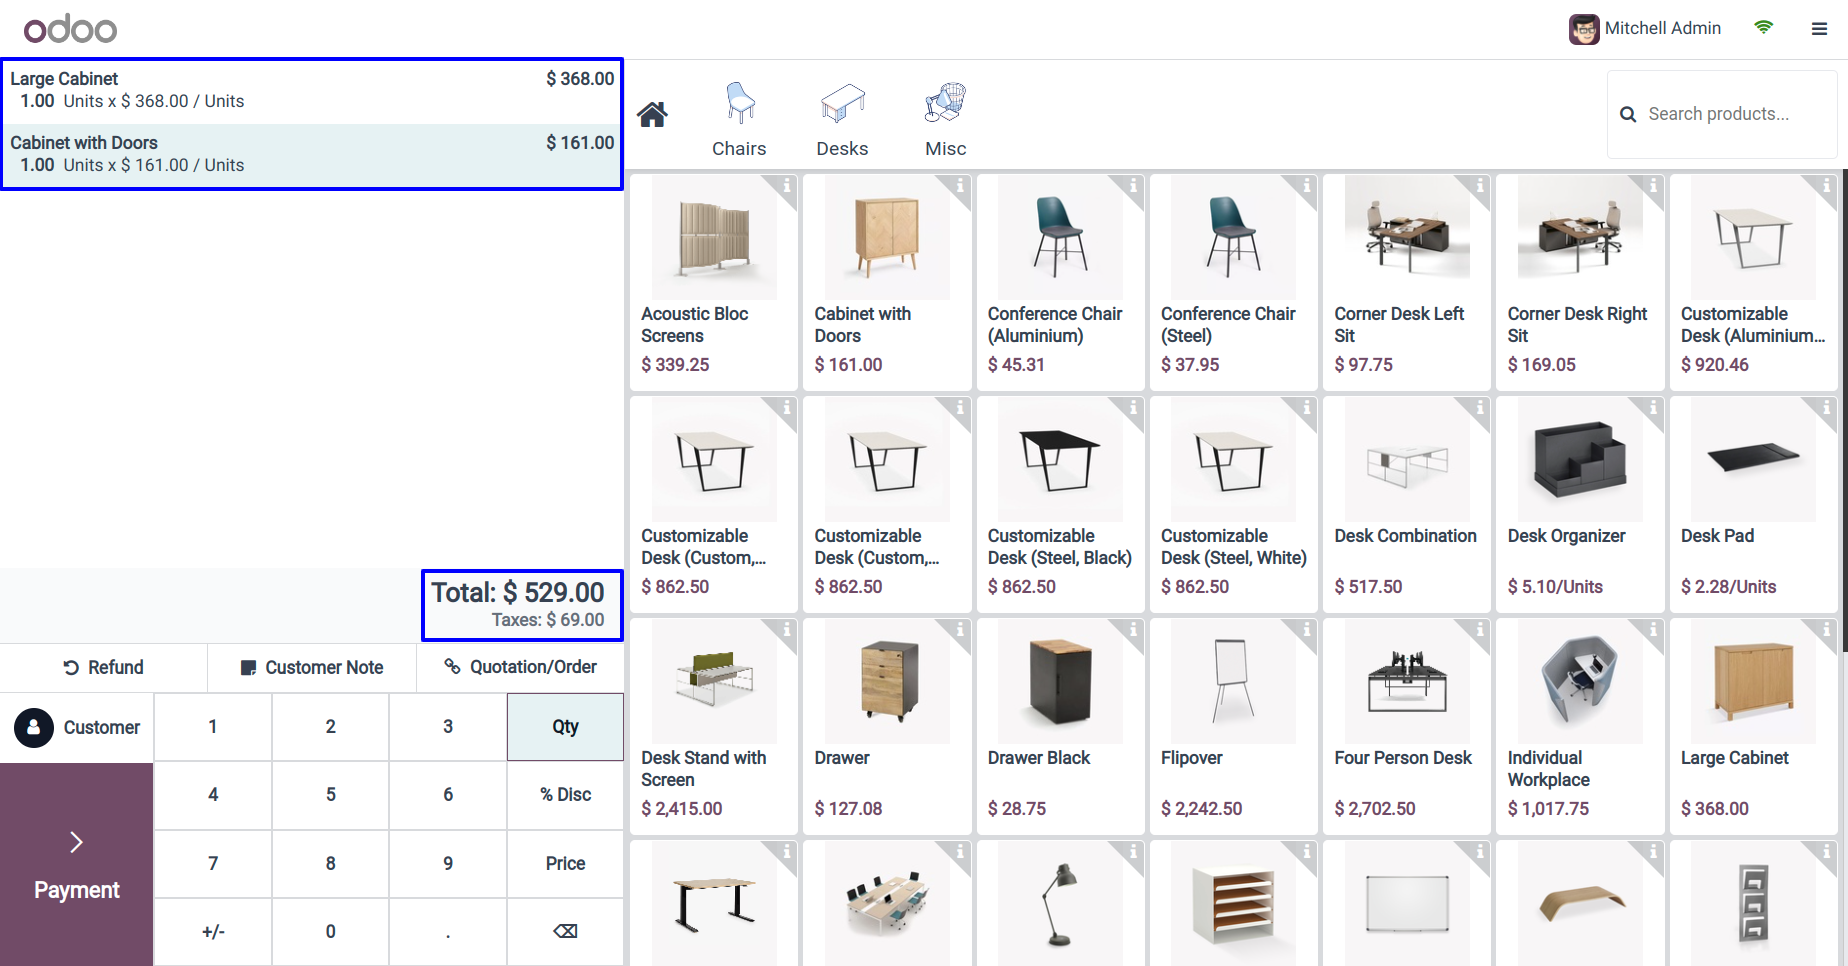 odoo
Mitchell Admin
Large Cabinet $ 368.00
1.00 Units x $ 368.00 / Units
Cabinet with Doors $ 161.00
1.00 Units x $ 161.00 / Units
Total: $ 529.00
Taxes: $ 69.00
Refund Customer Note Quotation/Order
Customer 1 2 3 Qty
4 5 6 % Disc
7 8 9 Price
Payment
+/- 0 .
Chairs Desks Misc
Search products...
Acoustic Bloc
Screens
$ 339.25
Cabinet with
Doors
$ 161.00
Conference Chair
(Aluminium)
$ 45.31
Conference Chair
(Steel)
$ 37.95
Corner Desk Left
Sit
$ 97.75
Corner Desk Right
Sit
$ 169.05
Customizable
Desk (Aluminium...
$ 920.46
Customizable
Desk (Custom,...
$ 862.50
Customizable
Desk (Custom,...
$ 862.50
Customizable
Desk (Steel, Black)
$ 862.50
Customizable
Desk (Steel, White)
$ 862.50
Desk Combination
$ 517.50
Desk Organizer
$ 5.10/Units
Desk Pad
$ 2.28/Units
Desk Stand with
Screen
$ 2,415.00
Drawer
$ 127.08
Drawer Black
$ 28.75
Flipover
$ 2,242.50
Four Person Desk
$ 2,702.50
Individual
Workplace
$ 1,017.75
Large Cabinet
$ 368.00